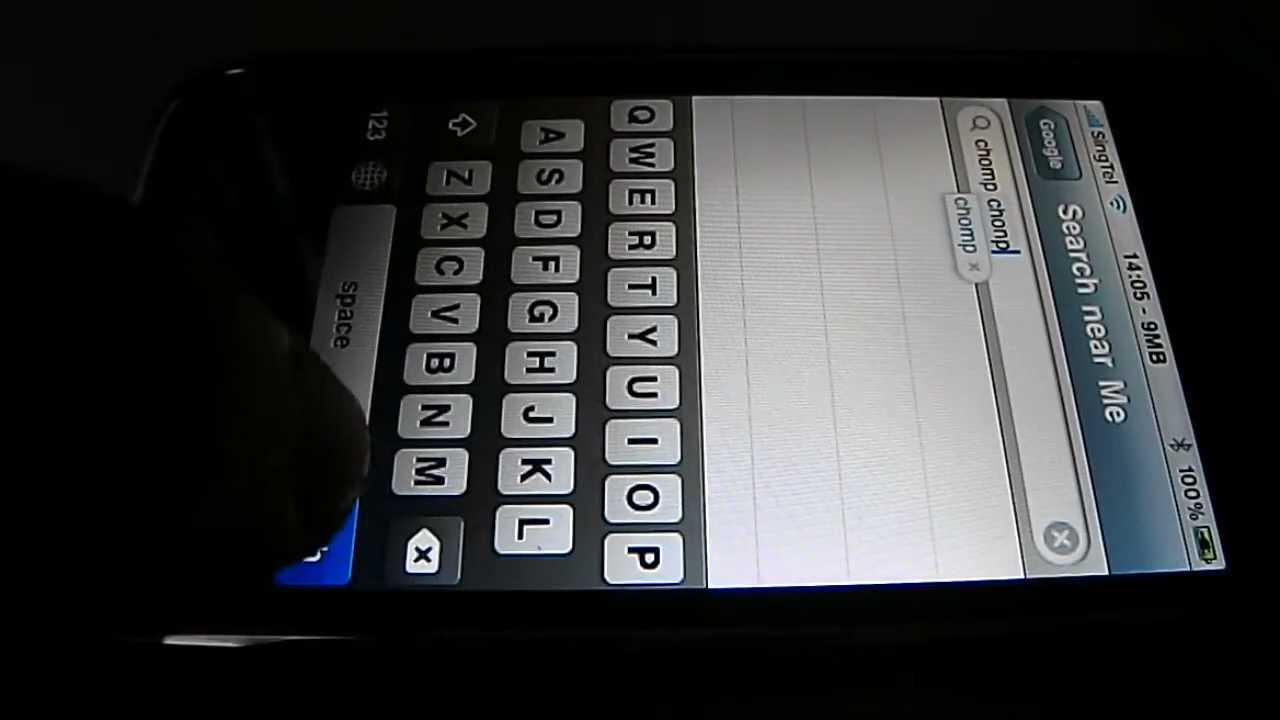 SingTel 14:05 - 9MB 100%
Google Search near Me
chomp chonp
chomp x
Q W E R T Y U I O P
A S D F G H J K L
Z X C V B N M
123 space